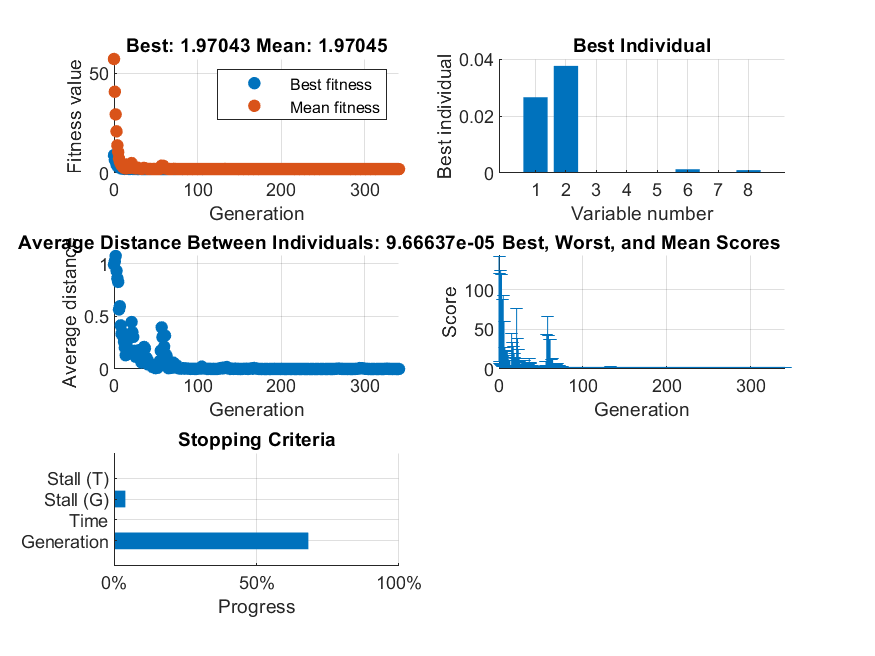 Best: 1.97043 Mean: 1.97045
Fitness value
50
0
Best fitness
Mean fitness
0 100 200 300
Generation
Best Individual
Best individual
0.04
0.02
0
1 2 3 4 5 6 7 8
Variable number
Average Distance Between Individuals: 9.66637e-05
Average distance
1
0.5
0
0 100 200 300
Generation
Best, Worst, and Mean Scores
Score
100
50
0
0 100 200 300
Generation
Stopping Criteria
Stall (T)
Stall (G)
Time
Generation
0% 50% 100%
Progress